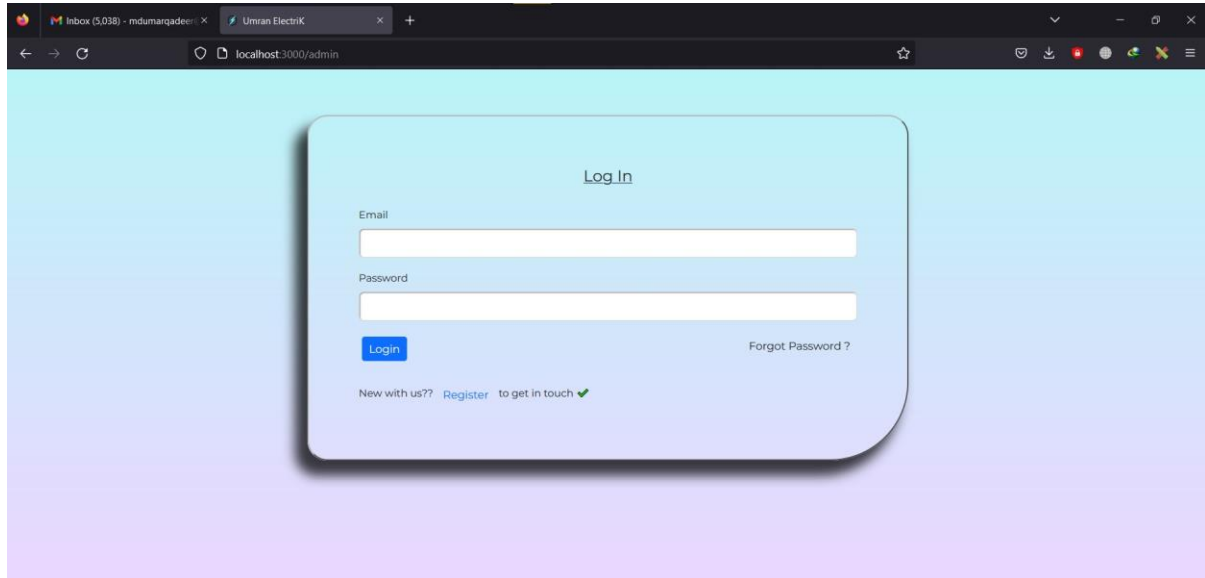 Inbox (5,038) - mdumarqadeer
Umran ElectriK
localhost:3000/admin
Log In
Email
Password
Login
Forgot Password ?
New with us?? Register to get in touch